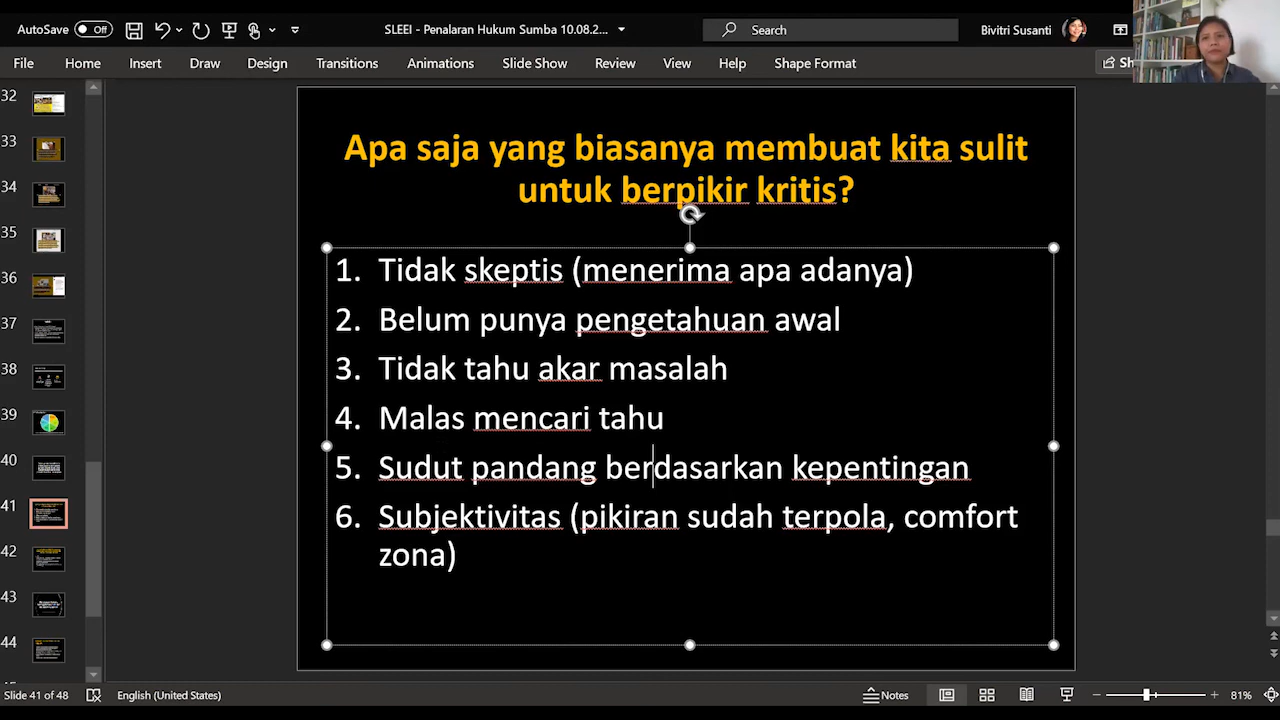 AutoSave Off SLEEI - Penalaran Hukum Sumba 10.08.2... Search Bivitri Susanti
File Home Insert Draw Design Transitions Animations Slide Show Review View Help Shape Format Sh
32
33
34
35
36
37
38
39
40
41
42
43
44
Apa saja yang biasanya membuat kita sulit
untuk berpikir kritis?
1. Tidak skeptis (menerima apa adanya)
2. Belum punya pengetahuan awal
3. Tidak tahu akar masalah
4. Malas mencari tahu
5. Sudut pandang berdasarkan kepentingan
6. Subjektivitas (pikiran sudah terpola, comfort
zona)
Slide 41 of 48 English (United States) Notes 81%